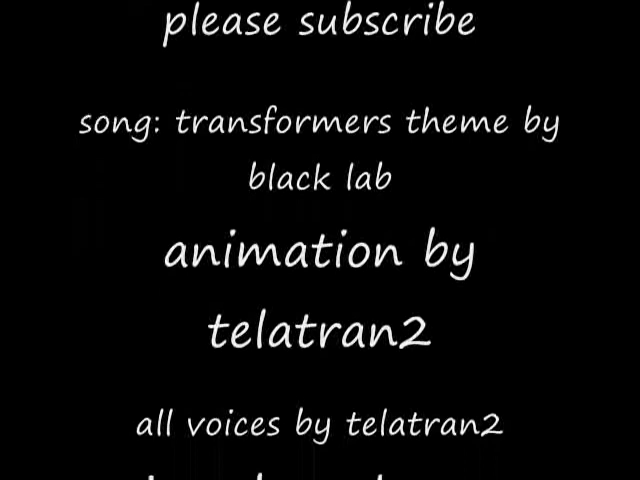 please subscribe
song: transformers theme by
black lab
animation by
telatran2
all voices by telatran2